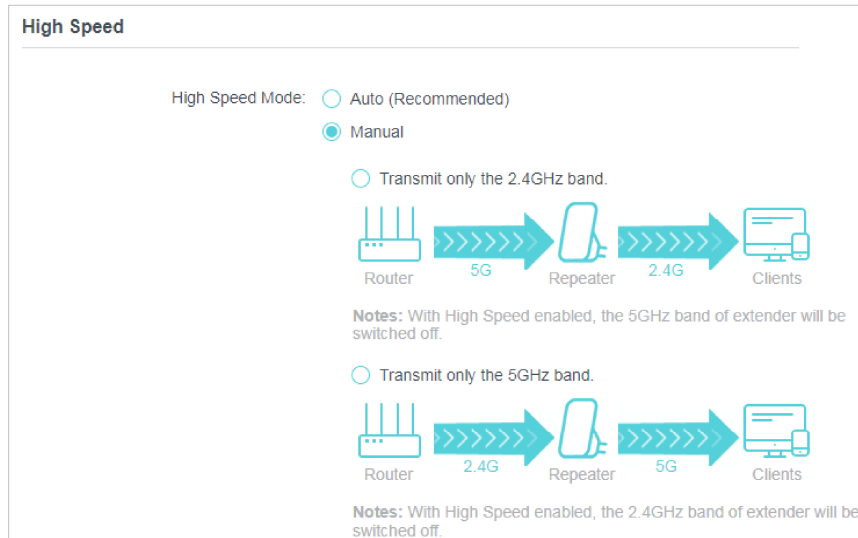 High Speed
High Speed Mode: Auto (Recommended)
Manual
Transmit only the 2.4GHz band.
5G 2.4G
Router Repeater Clients
Notes: With High Speed enabled, the 5GHz band of extender will be
switched off.
Transmit only the 5GHz band.
2.4G 5G
Router Repeater Clients
Notes: With High Speed enabled, the 2.4GHz band of extender will be
switched off.